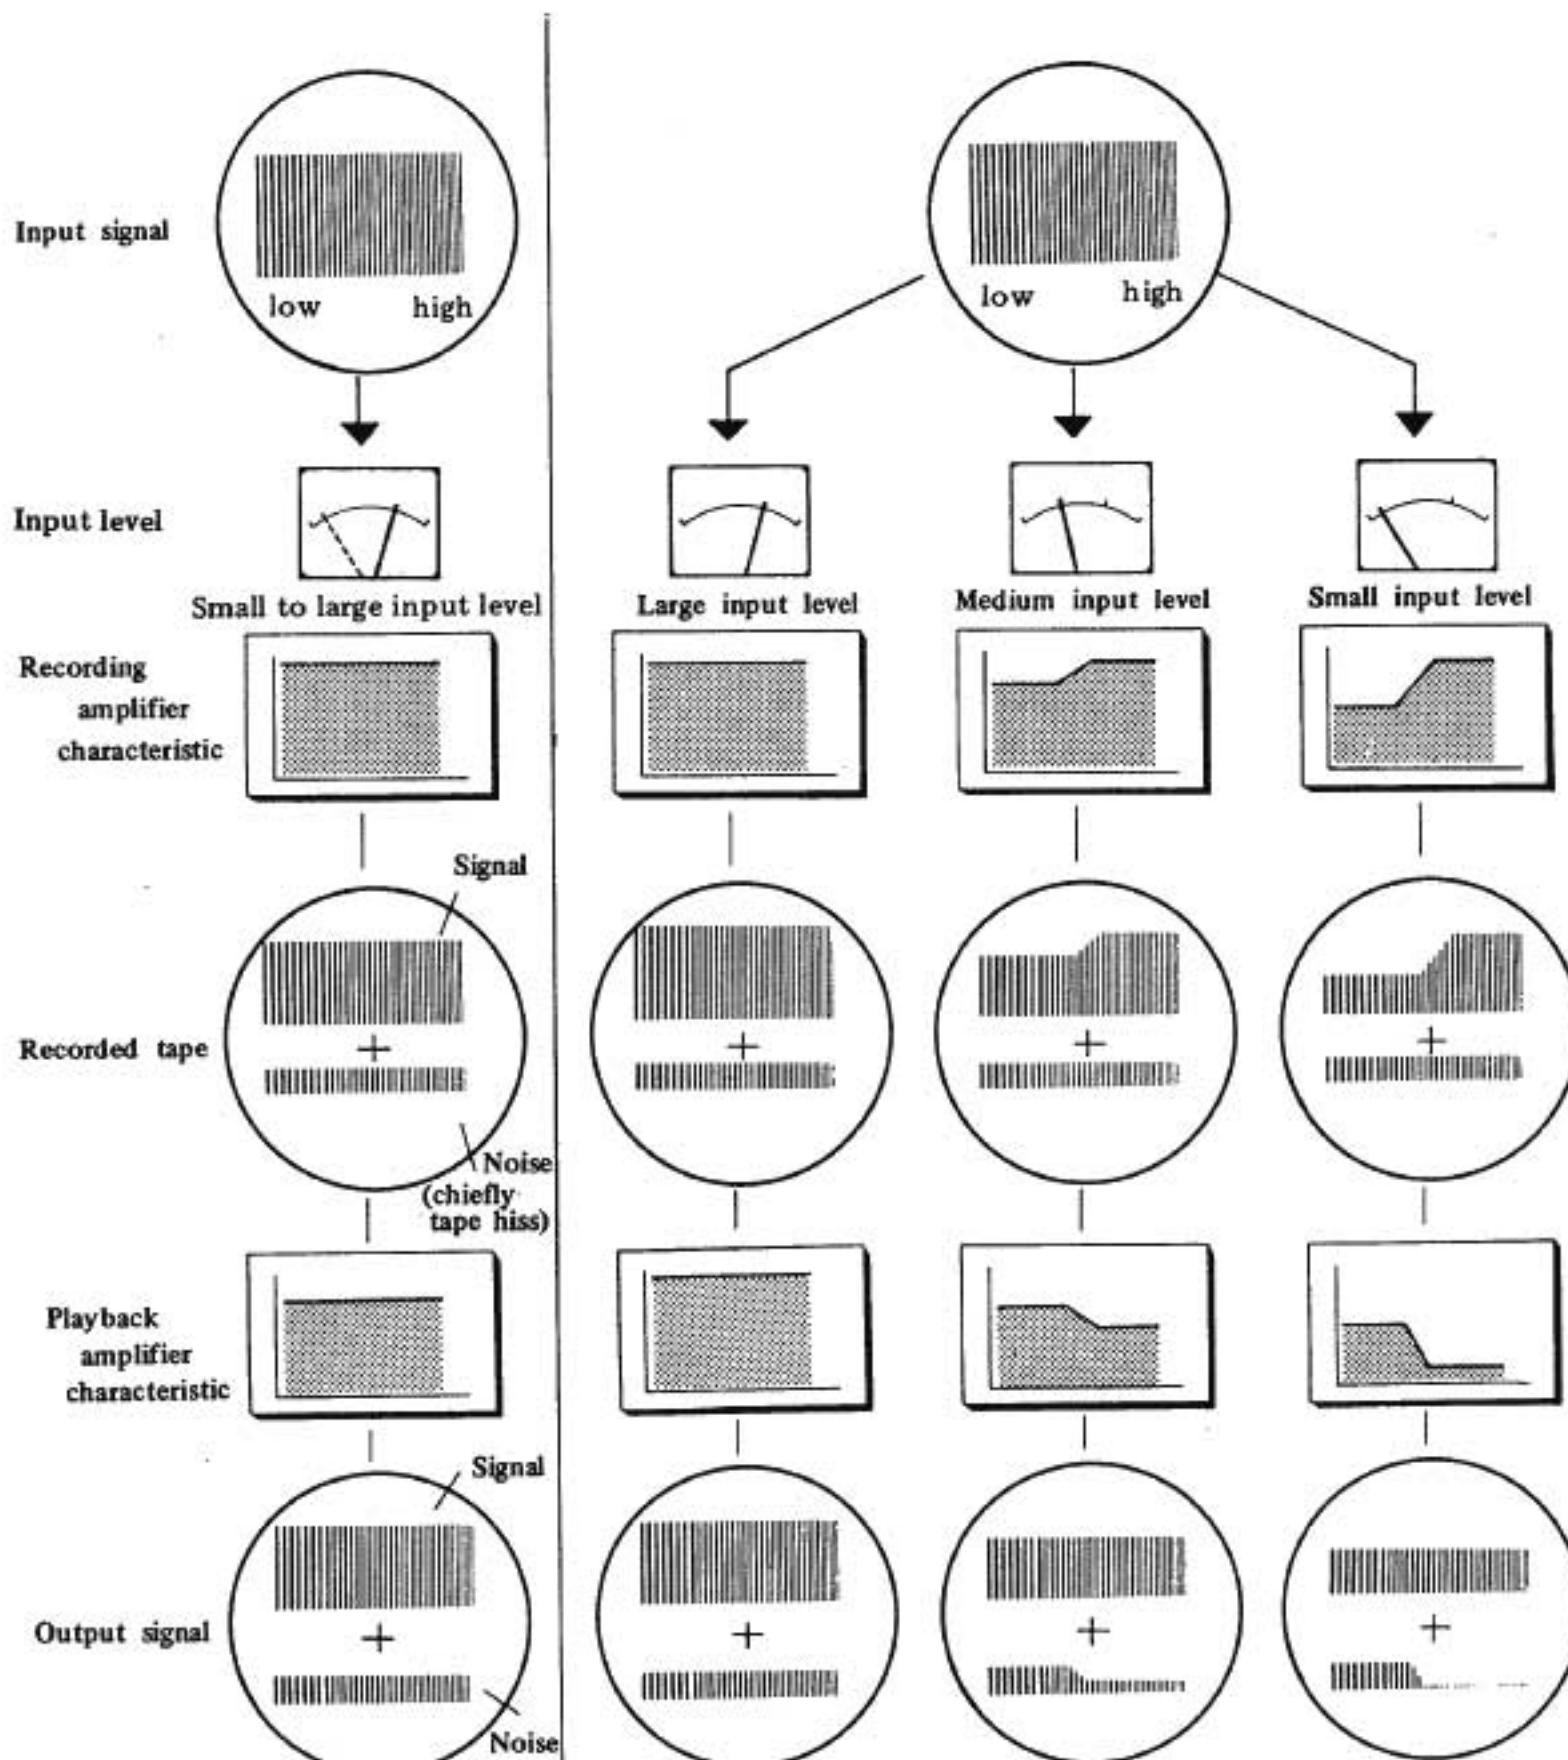 Input signal
low high
low high
Input level
Small to large input level
Large input level
Medium input level
Small input level
Recording
amplifier
characteristic
Signal
Recorded tape
Noise
(chiefly
tape hiss)
Playback
amplifier
characteristic
Signal
Output signal
Noise